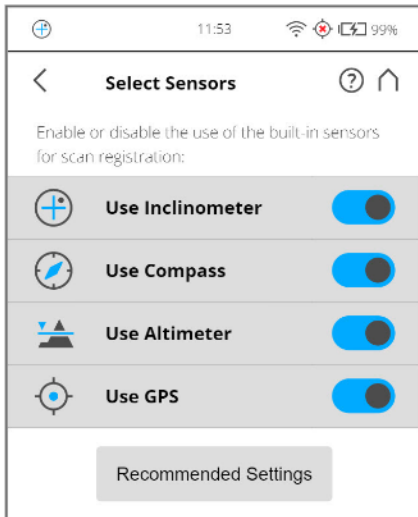 11:53 99%
Select Sensors
Enable or disable the use of the built-in sensors
for scan registration:
Use Inclinometer
Use Compass
Use Altimeter
Use GPS
Recommended Settings